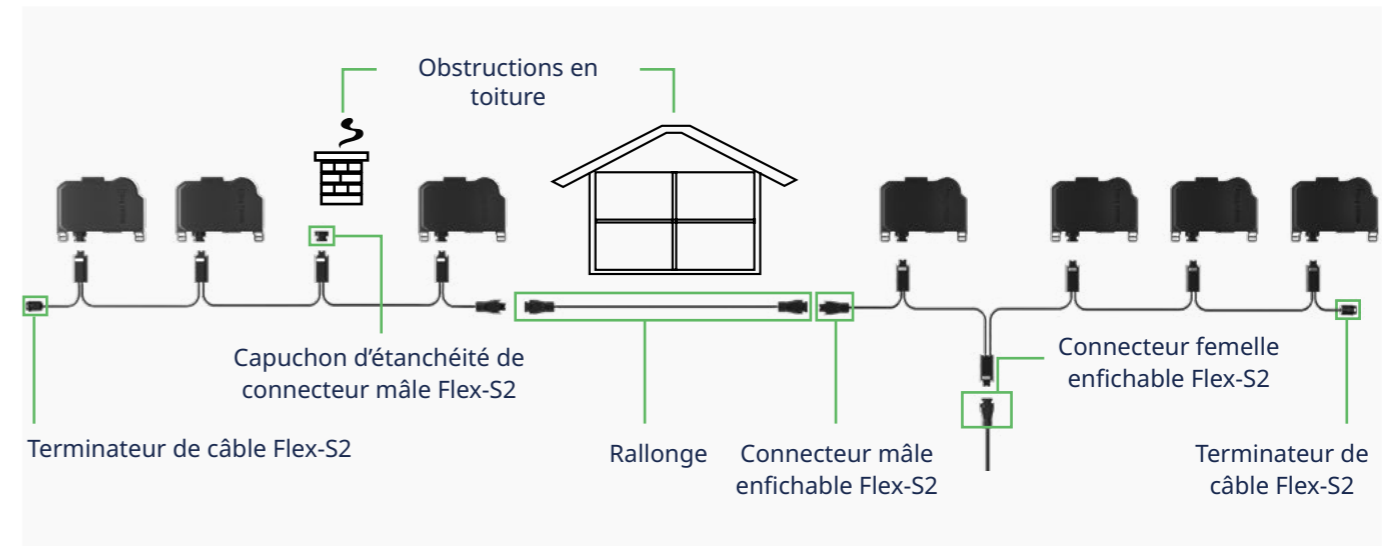 Obstructions en
toiture
Capuchon d’étanchéité de
connecteur mâle Flex-S2
Connecteur femelle
enfichable Flex-S2
Terminateur de câble Flex-S2
Rallonge
Connecteur mâle
enfichable Flex-S2
Terminateur de
câble Flex-S2